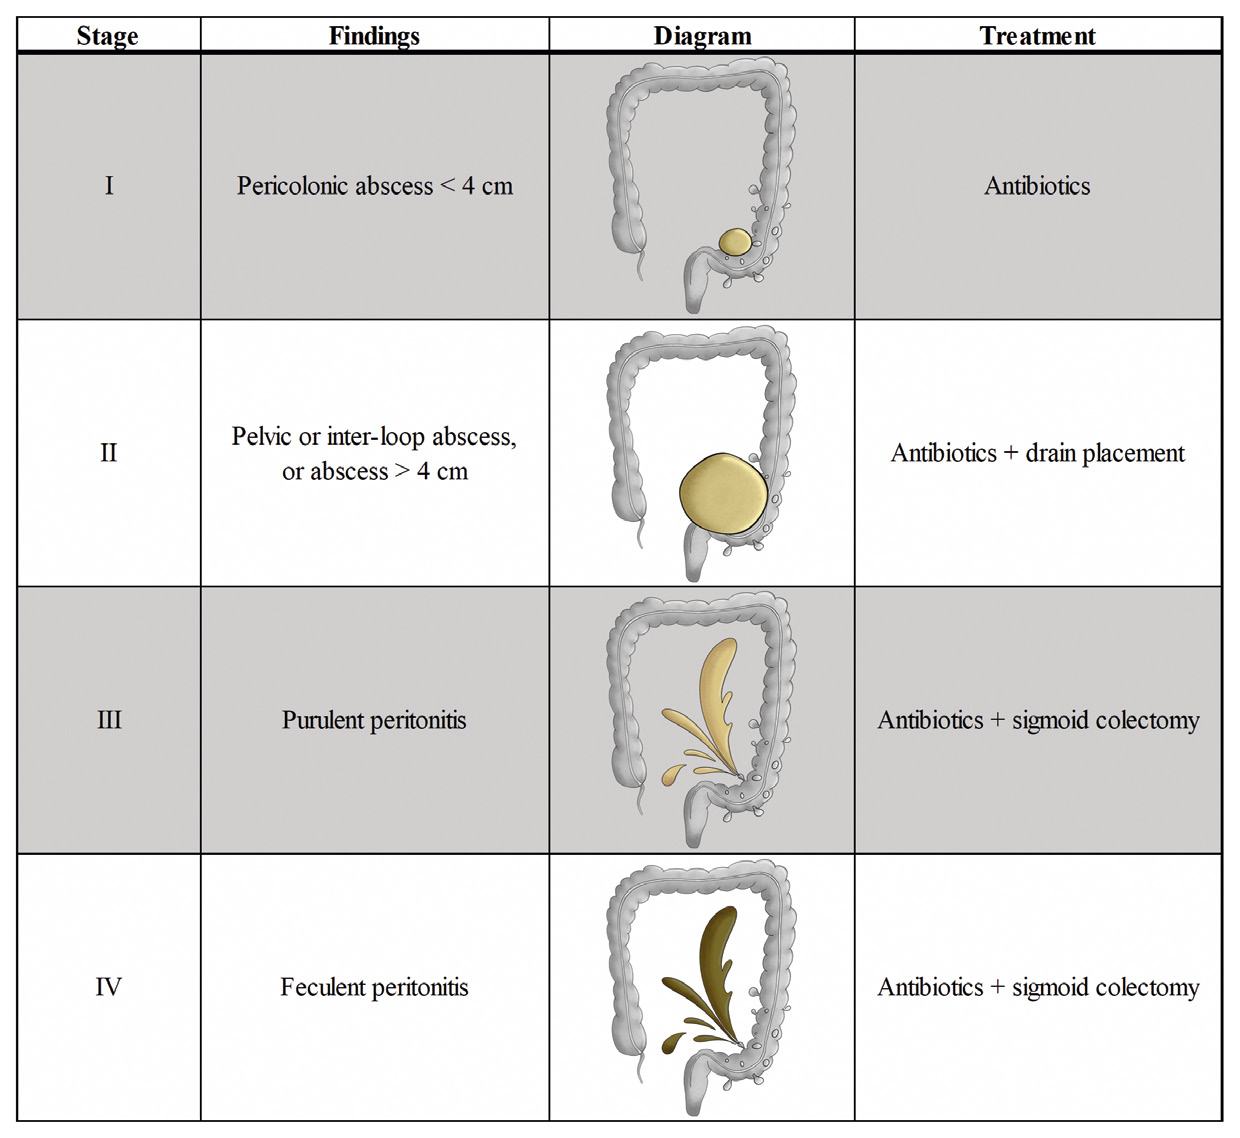 Stage Findings Diagram Treatment
I Pericolonic abscess < 4 cm Antibiotics
II Pelvic or inter-loop abscess,
or abscess > 4 cm Antibiotics + drain placement
III Purulent peritonitis Antibiotics + sigmoid colectomy
IV Feculent peritonitis Antibiotics + sigmoid colectomy